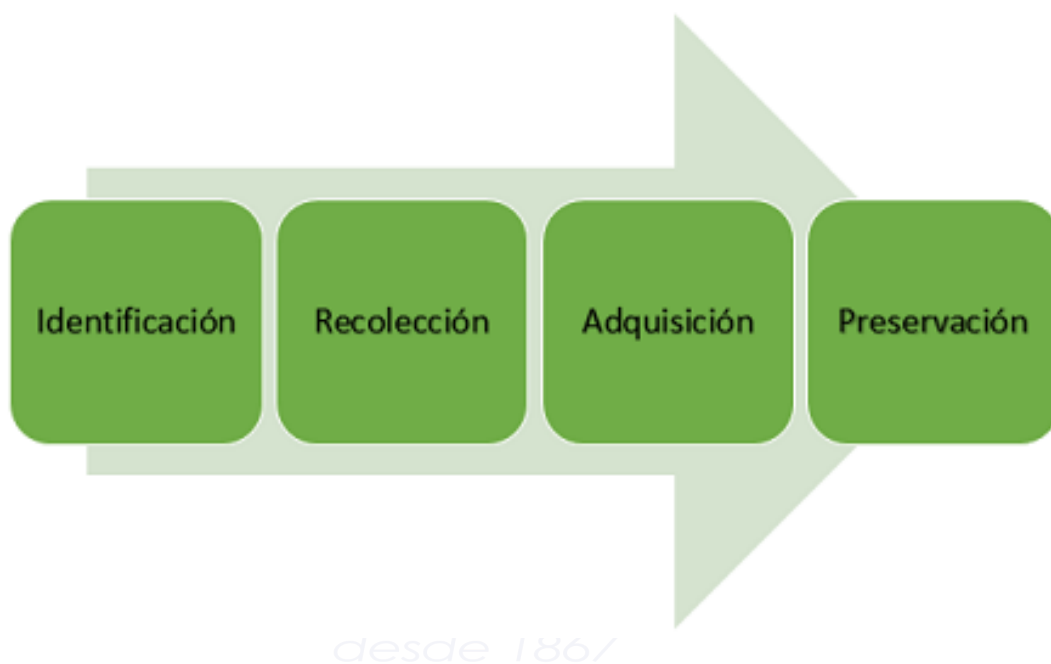 Identificación
Recolección
Adquisición
Preservación
desde 1867